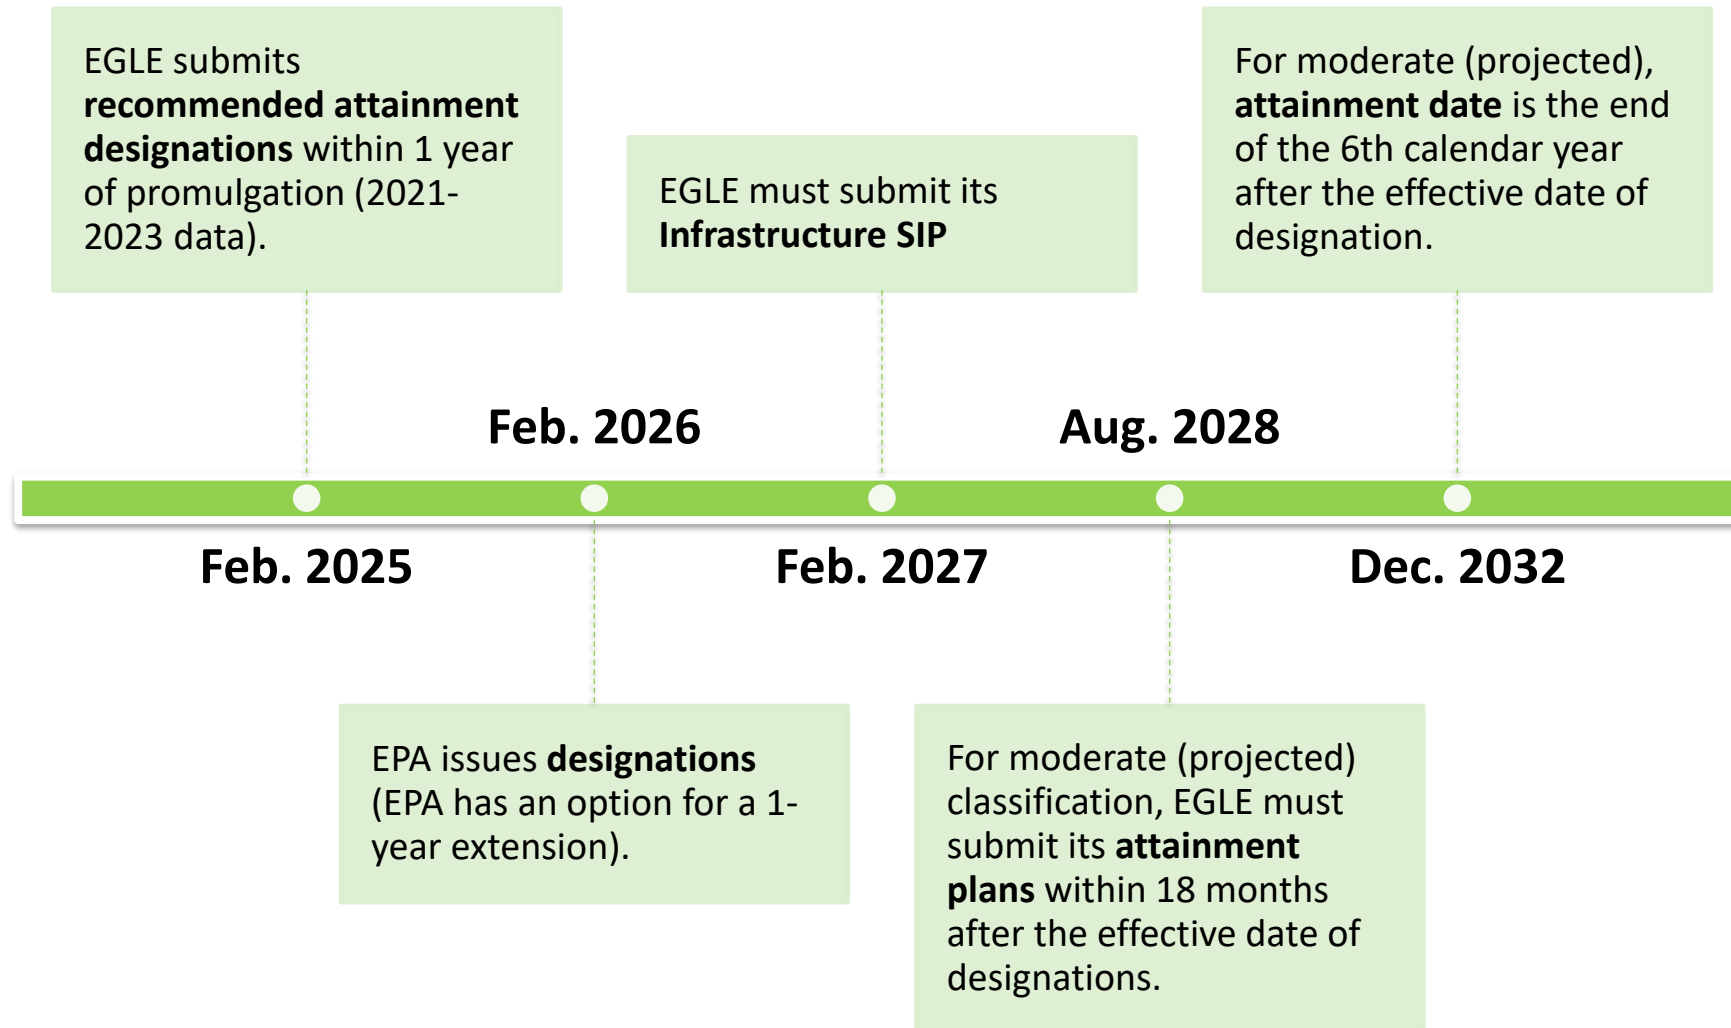 EGLE submits
recommended attainment
designations within 1 year
of promulgation (2021-
2023 data).
EGLE must submit its
Infrastructure SIP
For moderate (projected),
attainment date is the end
of the 6th calendar year
after the effective date of
designation.
Feb. 2026
Aug. 2028
Feb. 2025
Feb. 2027
Dec. 2032
EPA issues designations
(EPA has an option for a 1-
year extension).
For moderate (projected)
classification, EGLE must
submit its attainment
plans within 18 months
after the effective date of
designations.